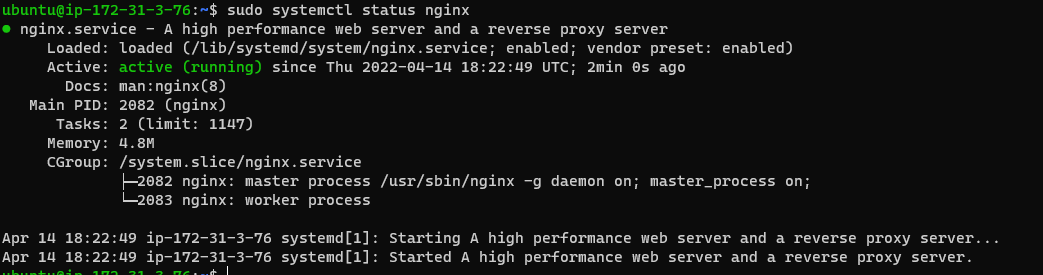 ubuntu@ip-172-31-3-76:~$ sudo systemctl status nginx
● nginx.service - A high performance web server and a reverse proxy server
     Loaded: loaded (/lib/systemd/system/nginx.service; enabled; vendor preset: enabled)
     Active: active (running) since Thu 2022-04-14 18:22:49 UTC; 2min 0s ago
       Docs: man:nginx(8)
   Main PID: 2082 (nginx)
      Tasks: 2 (limit: 1147)
     Memory: 4.8M
     CGroup: /system.slice/nginx.service
             ├─2082 nginx: master process /usr/sbin/nginx -g daemon on; master_process on;
             └─2083 nginx: worker process
Apr 14 18:22:49 ip-172-31-3-76 systemd[1]: Starting A high performance web server and a reverse proxy server...
Apr 14 18:22:49 ip-172-31-3-76 systemd[1]: Started A high performance web server and a reverse proxy server.
ubuntu@ip-172-31-3-76:~$